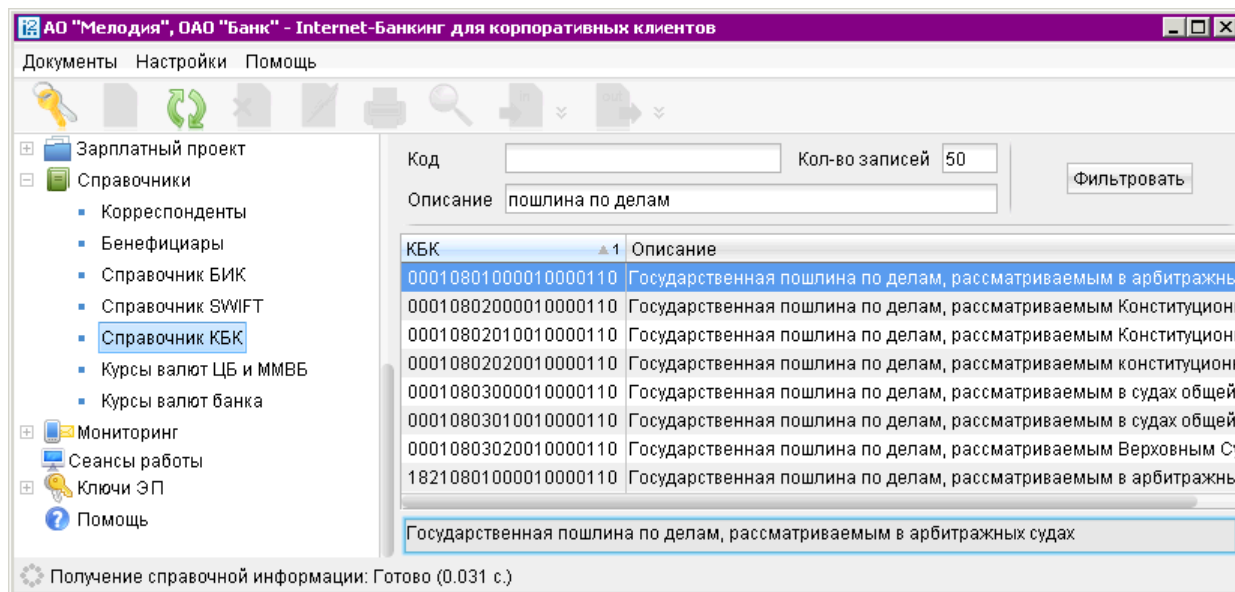 АО "Мелодия", ОАО "Банк" - Internet-Банкинг для корпоративных клиентов
Документы Настройки Помощь
in out
Зарплатный проект
Справочники
Корреспонденты
Бенефициары
Справочник БИК
Справочник SWIFT
Справочник КБК
Курсы валют ЦБ и ММВБ
Курсы валют банка
Мониторинг
Сеансы работы
Ключи ЭП
Помощь
Код Кол-во записей 50
Фильтровать
Описание пошлина по делам
КБК 1 Описание
00010801000010000110 Государственная пошлина по делам, рассматриваемым в арбитражны
00010802000010000110 Государственная пошлина по делам, рассматриваемым Конституцион
00010802010010000110 Государственная пошлина по делам, рассматриваемым Конституцион
00010802020010000110 Государственная пошлина по делам, рассматриваемым конституцион
00010803000010000110 Государственная пошлина по делам, рассматриваемым в судах общей
00010803010010000110 Государственная пошлина по делам, рассматриваемым в судах общей
00010803020010000110 Государственная пошлина по делам, рассматриваемым Верховным С
18210801000010000110 Государственная пошлина по делам, рассматриваемым в арбитражны
Государственная пошлина по делам, рассматриваемым в арбитражных судах
Получение справочной информации: Готово (0.031 с.)